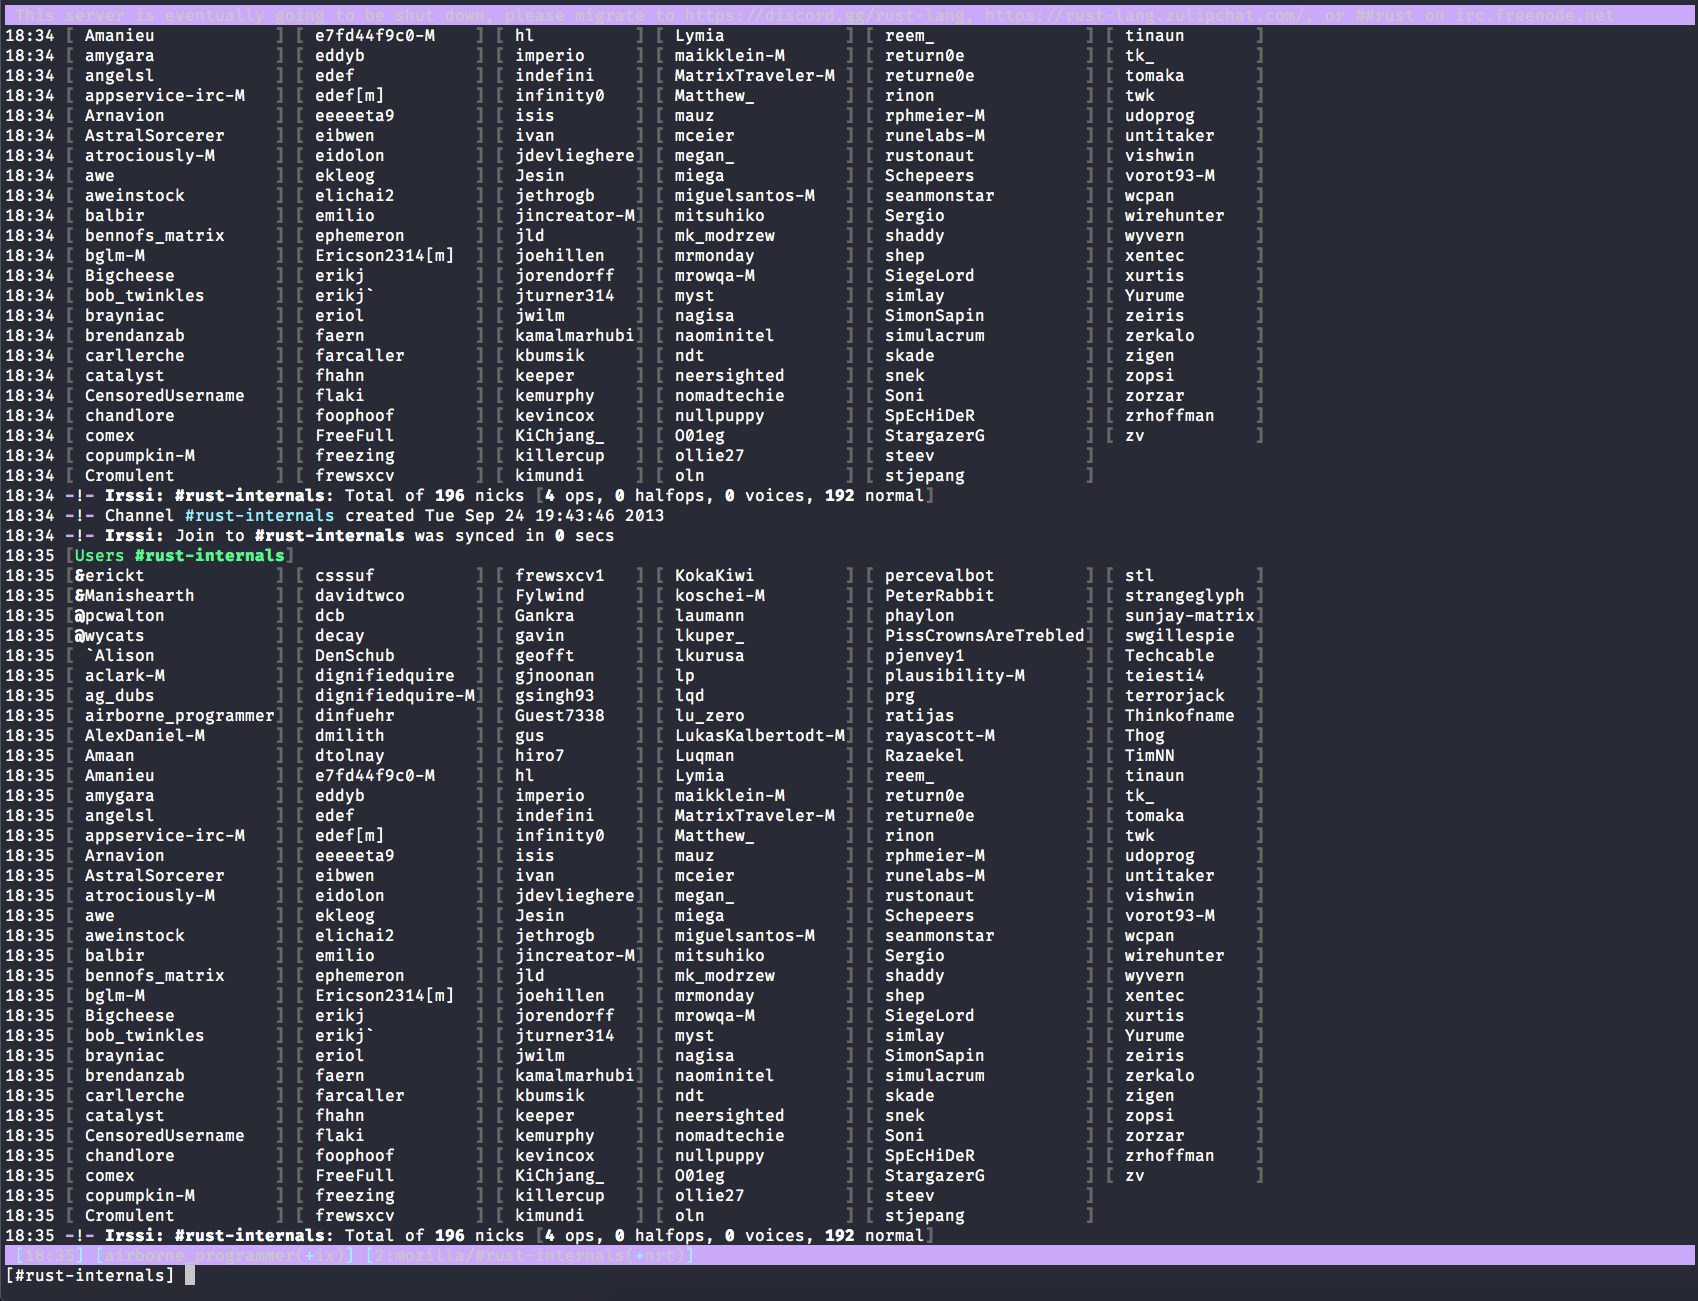 This server is eventually going to be shut down, please migrate to https://discord.gg/rust-lang, https://rust-lang.zulipchat.com/, or ##rust on irc.freenode.net
18:34 [ Amanieu ] [ e7fd44f9c0-M ] [ hl ] [ Lymia ] [ reem_ ] [ tinaun ]
18:34 [ amygara ] [ eddyb ] [ imperio ] [ maikklein-M ] [ return0e ] [ tk_ ]
18:34 [ angelsl ] [ edef ] [ indefini ] [ MatrixTraveler-M ] [ returne0e ] [ tomaka ]
18:34 [ appservice-irc-M ] [ edef[m] ] [ infinity0 ] [ Matthew_ ] [ rinon ] [ twk ]
18:34 [ Arnavion ] [ eeeeeta9 ] [ isis ] [ mauz ] [ rphmeier-M ] [ udoprog ]
18:34 [ AstralSorcerer ] [ eibwen ] [ ivan ] [ mceier ] [ runelabs-M ] [ untitaker ]
18:34 [ atrociously-M ] [ eidolon ] [ jdevlieghere] [ megan_ ] [ rustonaut ] [ vishwin ]
18:34 [ awe ] [ ekleog ] [ Jesin ] [ miega ] [ Schepeers ] [ vorot93-M ]
18:34 [ aweinstock ] [ elichai2 ] [ jethrogb ] [ miguelsantos-M ] [ seanmonstar ] [ wcpan ]
18:34 [ balbir ] [ emilio ] [ jincreator-M] [ mitsuhiko ] [ Sergio ] [ wirehunter ]
18:34 [ bennofs_matrix ] [ ephemeron ] [ jld ] [ mk_modrzew ] [ shaddy ] [ wyvern ]
18:34 [ bglm-M ] [ Ericson2314[m] ] [ joehillen ] [ mrmonday ] [ shep ] [ xentec ]
18:34 [ Bigcheese ] [ erikj ] [ jorendorff ] [ mrowqa-M ] [ SiegeLord ] [ xurtis ]
18:34 [ bob_twinkles ] [ erikj` ] [ jturner314 ] [ myst ] [ simlay ] [ Yurume ]
18:34 [ brayniac ] [ eriol ] [ jwilm ] [ nagisa ] [ SimonSapin ] [ zeiris ]
18:34 [ brendanzab ] [ faern ] [ kamalmarhubi] [ naominitel ] [ simulacrum ] [ zerkalo ]
18:34 [ carllerche ] [ farcaller ] [ kbumsik ] [ ndt ] [ skade ] [ zigen ]
18:34 [ catalyst ] [ fhahn ] [ keeper ] [ neersighted ] [ snek ] [ zopsi ]
18:34 [ CensoredUsername ] [ flaki ] [ kemurphy ] [ nomadtechie ] [ Soni ] [ zorzar ]
18:34 [ chandlore ] [ foophoof ] [ kevincox ] [ nullpuppy ] [ SpEcHiDeR ] [ zrhoffman ]
18:34 [ comex ] [ FreeFull ] [ KiChjang_ ] [ O01eg ] [ StargazerG ] [ zv ]
18:34 [ copumpkin-M ] [ freezing ] [ killercup ] [ ollie27 ] [ steev ]
18:34 [ Cromulent ] [ frewsxcv ] [ kimundi ] [ oln ] [ stjepang ]
18:34 -!- Irssi: #rust-internals: Total of 196 nicks [4 ops, 0 halfops, 0 voices, 192 normal]
18:34 -!- Channel #rust-internals created Tue Sep 24 19:43:46 2013
18:34 -!- Irssi: Join to #rust-internals was synced in 0 secs
18:35 [Users #rust-internals]
18:35 [&erickt ] [ csssuf ] [ frewsxcv1 ] [ KokaKiwi ] [ percevalbot ] [ stl ]
18:35 [&Manishearth ] [ davidtwco ] [ Fylwind ] [ koschei-M ] [ PeterRabbit ] [ strangeglyph ]
18:35 [@pcwalton ] [ dcb ] [ Gankra ] [ laumann ] [ phaylon ] [ sunjay-matrix]
18:35 [@wycats ] [ decay ] [ gavin ] [ lkuper_ ] [ PissCrownsAreTrebled] [ swgillespie ]
18:35 [ `Alison ] [ DenSchub ] [ geofft ] [ lkurusa ] [ pjenvey1 ] [ Techcable ]
18:35 [ aclark-M ] [ dignifiedquire ] [ gjnoonan ] [ lp ] [ plausibility-M ] [ teiesti4 ]
18:35 [ ag_dubs ] [ dignifiedquire-M] [ gsingh93 ] [ lqd ] [ prg ] [ terrorjack ]
18:35 [ airborne_programmer] [ dinfuehr ] [ Guest7338 ] [ lu_zero ] [ ratijas ] [ Thinkofname ]
18:35 [ AlexDaniel-M ] [ dmilith ] [ gus ] [ LukasKalbertodt-M] [ rayascott-M ] [ Thog ]
18:35 [ Amaan ] [ dtolnay ] [ hiro7 ] [ Luqman ] [ Razaekel ] [ TimNN ]
18:35 [ Amanieu ] [ e7fd44f9c0-M ] [ hl ] [ Lymia ] [ reem_ ] [ tinaun ]
18:35 [ amygara ] [ eddyb ] [ imperio ] [ maikklein-M ] [ return0e ] [ tk_ ]
18:35 [ angelsl ] [ edef ] [ indefini ] [ MatrixTraveler-M ] [ returne0e ] [ tomaka ]
18:35 [ appservice-irc-M ] [ edef[m] ] [ infinity0 ] [ Matthew_ ] [ rinon ] [ twk ]
18:35 [ Arnavion ] [ eeeeeta9 ] [ isis ] [ mauz ] [ rphmeier-M ] [ udoprog ]
18:35 [ AstralSorcerer ] [ eibwen ] [ ivan ] [ mceier ] [ runelabs-M ] [ untitaker ]
18:35 [ atrociously-M ] [ eidolon ] [ jdevlieghere] [ megan_ ] [ rustonaut ] [ vishwin ]
18:35 [ awe ] [ ekleog ] [ Jesin ] [ miega ] [ Schepeers ] [ vorot93-M ]
18:35 [ aweinstock ] [ elichai2 ] [ jethrogb ] [ miguelsantos-M ] [ seanmonstar ] [ wcpan ]
18:35 [ balbir ] [ emilio ] [ jincreator-M] [ mitsuhiko ] [ Sergio ] [ wirehunter ]
18:35 [ bennofs_matrix ] [ ephemeron ] [ jld ] [ mk_modrzew ] [ shaddy ] [ wyvern ]
18:35 [ bglm-M ] [ Ericson2314[m] ] [ joehillen ] [ mrmonday ] [ shep ] [ xentec ]
18:35 [ Bigcheese ] [ erikj ] [ jorendorff ] [ mrowqa-M ] [ SiegeLord ] [ xurtis ]
18:35 [ bob_twinkles ] [ erikj` ] [ jturner314 ] [ myst ] [ simlay ] [ Yurume ]
18:35 [ brayniac ] [ eriol ] [ jwilm ] [ nagisa ] [ SimonSapin ] [ zeiris ]
18:35 [ brendanzab ] [ faern ] [ kamalmarhubi] [ naominitel ] [ simulacrum ] [ zerkalo ]
18:35 [ carllerche ] [ farcaller ] [ kbumsik ] [ ndt ] [ skade ] [ zigen ]
18:35 [ catalyst ] [ fhahn ] [ keeper ] [ neersighted ] [ snek ] [ zopsi ]
18:35 [ CensoredUsername ] [ flaki ] [ kemurphy ] [ nomadtechie ] [ Soni ] [ zorzar ]
18:35 [ chandlore ] [ foophoof ] [ kevincox ] [ nullpuppy ] [ SpEcHiDeR ] [ zrhoffman ]
18:35 [ comex ] [ FreeFull ] [ KiChjang_ ] [ O01eg ] [ StargazerG ] [ zv ]
18:35 [ copumpkin-M ] [ freezing ] [ killercup ] [ ollie27 ] [ steev ]
18:35 [ Cromulent ] [ frewsxcv ] [ kimundi ] [ oln ] [ stjepang ]
18:35 -!- Irssi: #rust-internals: Total of 196 nicks [4 ops, 0 halfops, 0 voices, 192 normal]
[18:35] [airborne_programmer(+ix)] [2:mozilla/#rust-internals(+nrt)]
[#rust-internals]